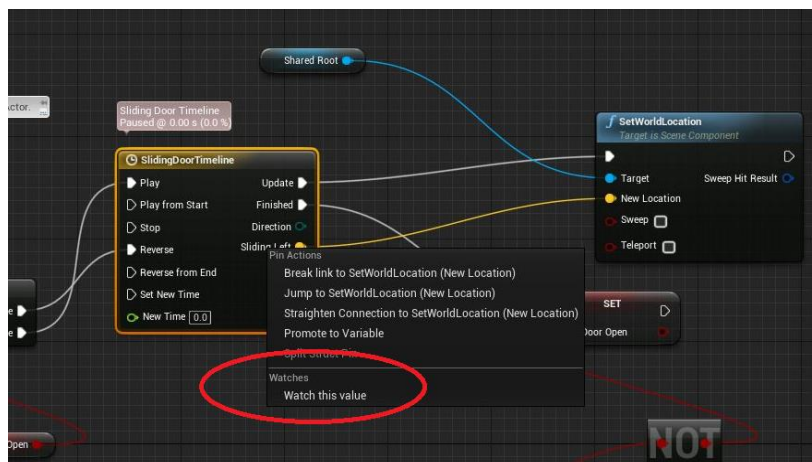 Shared Root
Actor.
Sliding Door Timeline
Paused @ 0.00 s (0.0 %)
SlidingDoorTimeline
Play
Update
Play from Start
Finished
Stop
Direction
Reverse
Sliding Left
Reverse from End
Set New Time
New Time 0.0
f SetWorldLocation
Target is Scene Component
Target
Sweep Hit Result
New Location
Sweep
Teleport
Pin Actions
Break link to SetWorldLocation (New Location)
Jump to SetWorldLocation (New Location)
Straighten Connection to SetWorldLocation (New Location)
Promote to Variable
Split Struct Pin
Watches
Watch this value
SET
Door Open
Open
NOT